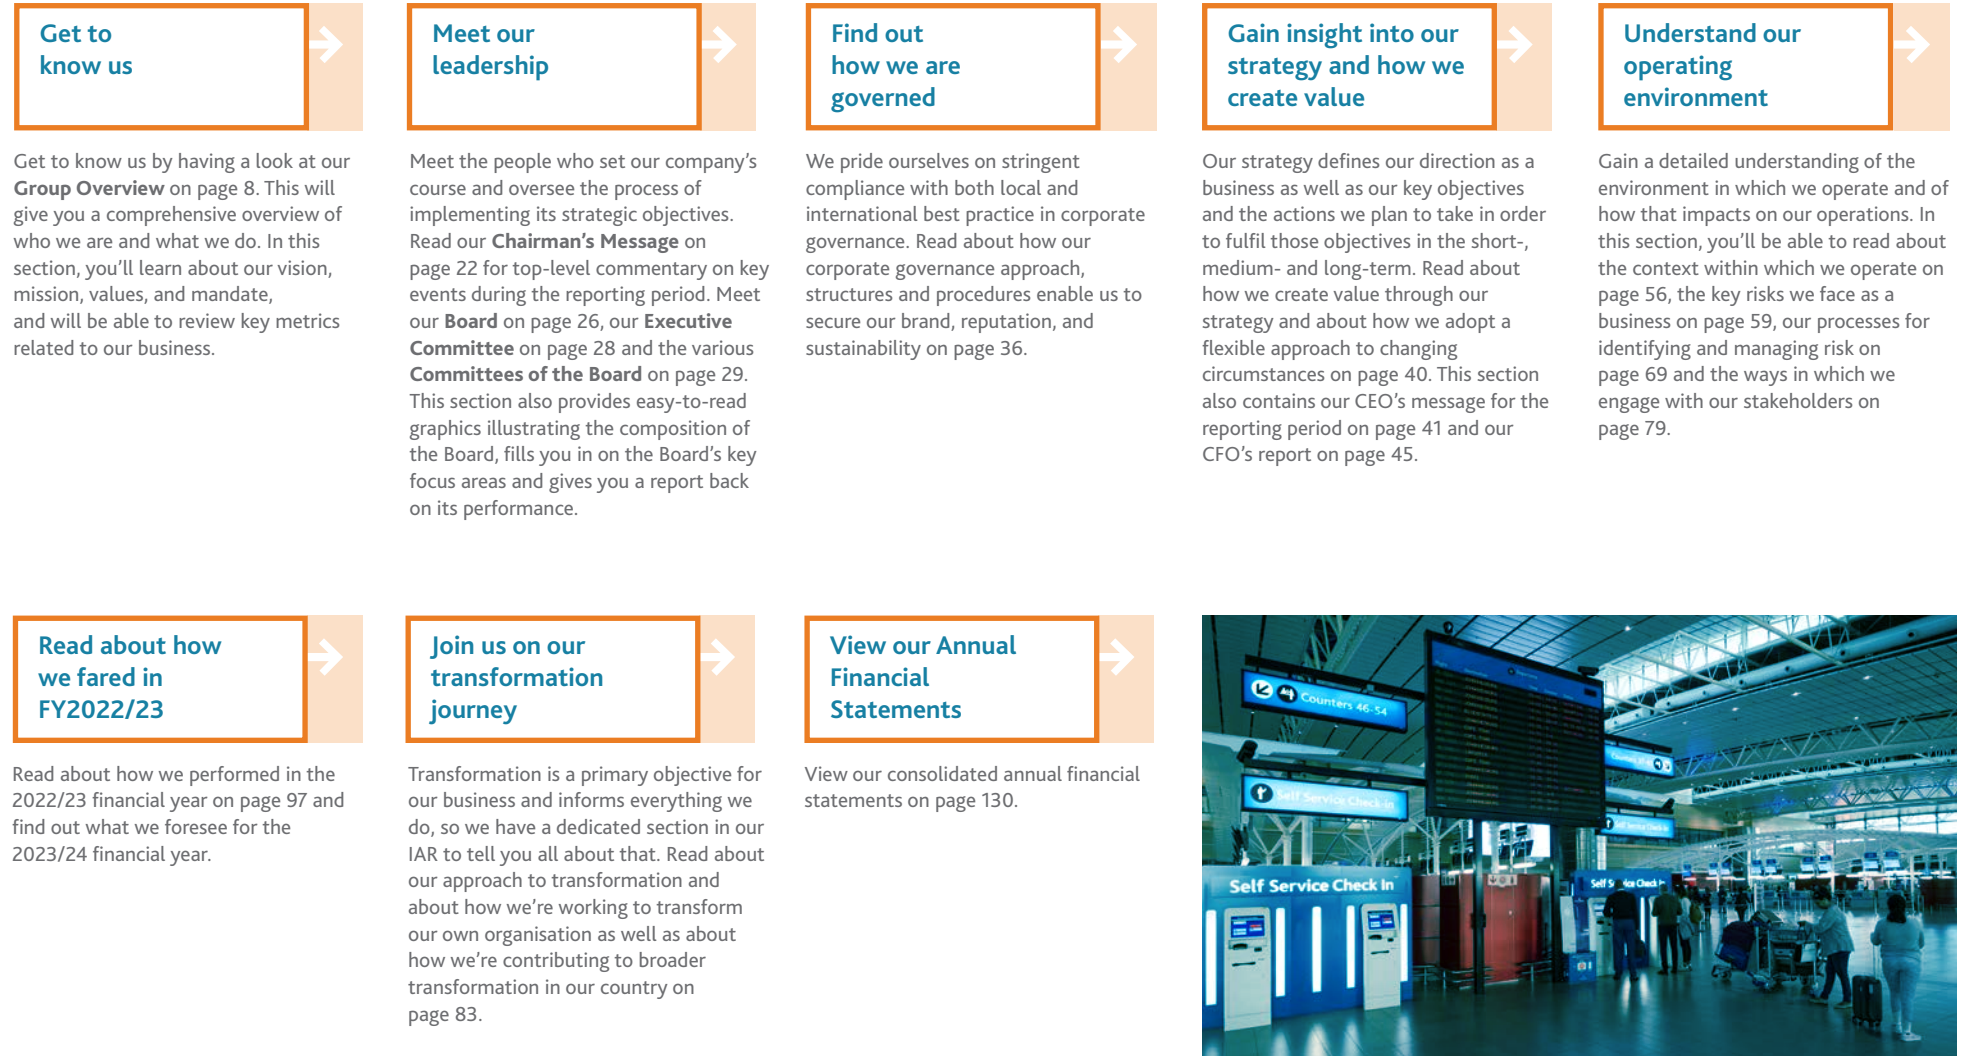 Get to
know us
Get to know us by having a look at our
Group Overview on page 8. This will
give you a comprehensive overview of
who we are and what we do. In this
section, you’ll learn about our vision,
mission, values, and mandate,
and will be able to review key metrics
related to our business.
Meet our
leadership
Meet the people who set our company’s
course and oversee the process of
implementing its strategic objectives.
Read our Chairman’s Message on
page 22 for top-level commentary on key
events during the reporting period. Meet
our Board on page 26, our Executive
Committee on page 28 and the various
Committees of the Board on page 29.
This section also provides easy-to-read
graphics illustrating the composition of
the Board, fills you in on the Board’s key
focus areas and gives you a report back
on its performance.
Find out
how we are
governed
We pride ourselves on stringent
compliance with both local and
international best practice in corporate
governance. Read about how our
corporate governance approach,
structures and procedures enable us to
secure our brand, reputation, and
sustainability on page 36.
Gain insight into our
strategy and how we
create value
Our strategy defines our direction as a
business as well as our key objectives
and the actions we plan to take in order
to fulfil those objectives in the short-,
medium- and long-term. Read about
how we create value through our
strategy and about how we adopt a
flexible approach to changing
circumstances on page 40. This section
also contains our CEO’s message for the
reporting period on page 41 and our
CFO’s report on page 45.
Understand our
operating
environment
Gain a detailed understanding of the
environment in which we operate and of
how that impacts on our operations. In
this section, you’ll be able to read about
the context within which we operate on
page 56, the key risks we face as a
business on page 59, our processes for
identifying and managing risk on
page 69 and the ways in which we
engage with our stakeholders on
page 79.
Read about how
we fared in
FY2022/23
Read about how we performed in the
2022/23 financial year on page 97 and
find out what we foresee for the
2023/24 financial year.
Join us on our
transformation
journey
Transformation is a primary objective for
our business and informs everything we
do, so we have a dedicated section in our
IAR to tell you all about that. Read about
our approach to transformation and
about how we’re working to transform
our own organisation as well as about
how we’re contributing to broader
transformation in our country on
page 83.
View our Annual
Financial
Statements
View our consolidated annual financial
statements on page 130.
Counters 46-54
Counters
Self Service Check-in
Self Service Check-in
Self Service Check In
Self Service Check In